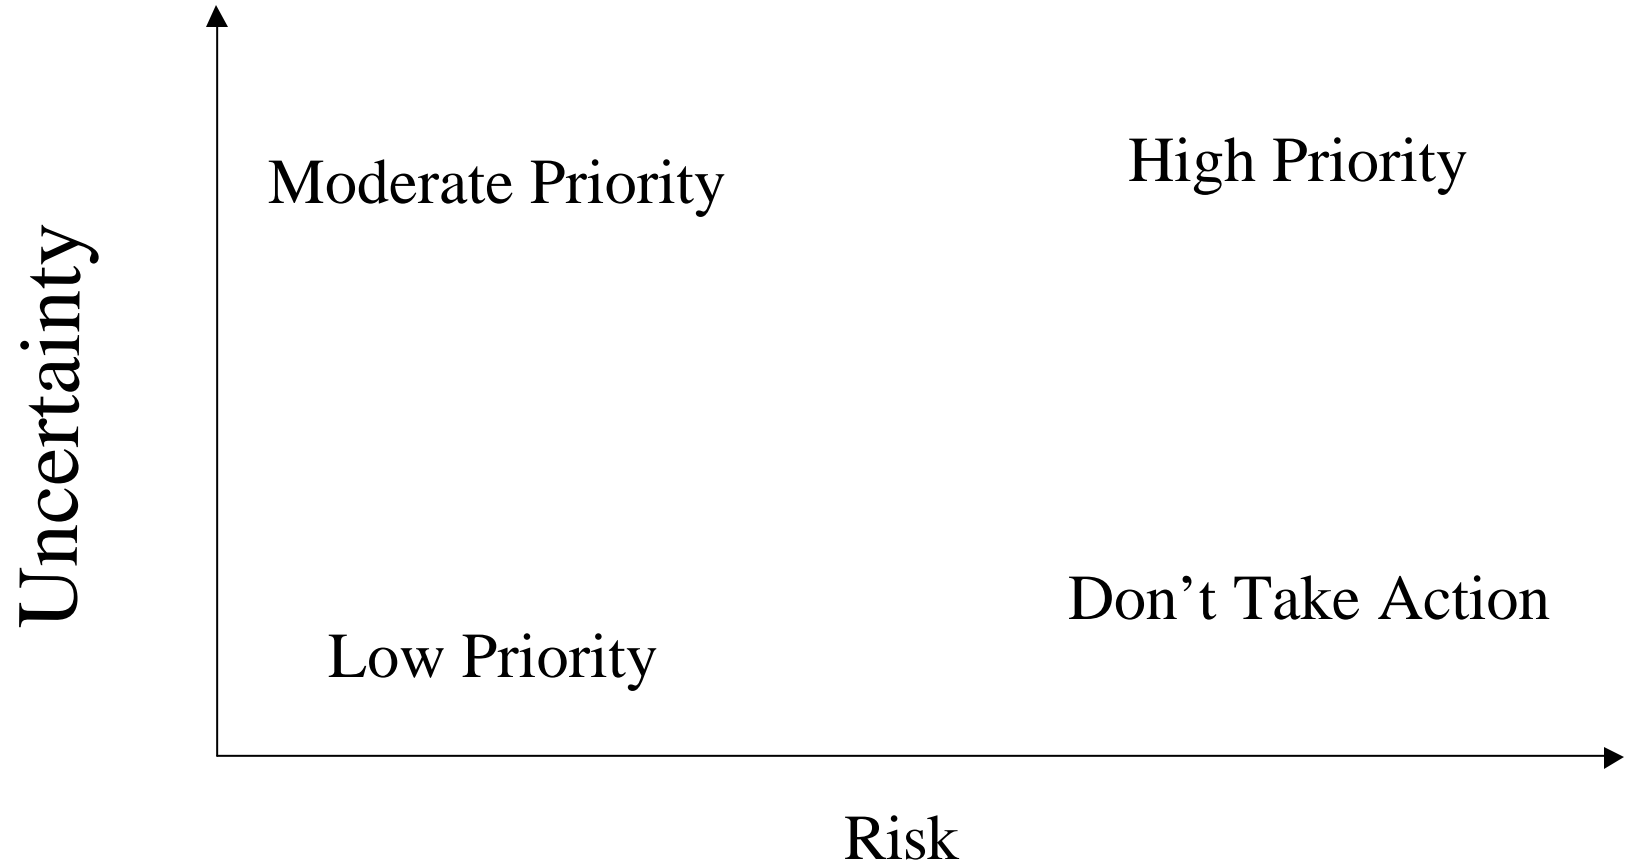 Uncertainty
Moderate Priority
High Priority
Low Priority
Don’t Take Action
Risk